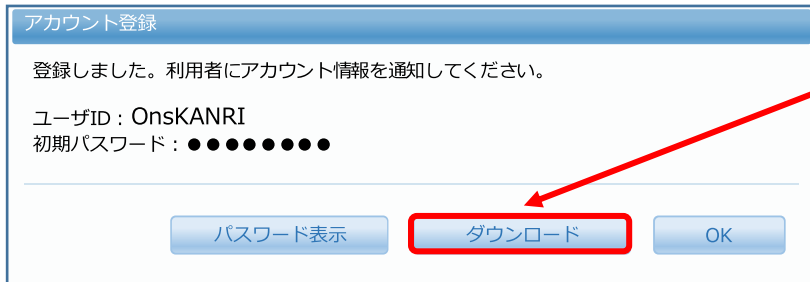 アカウント登録
登録しました。利用者にアカウント情報を通知してください。
ユーザID：OnsKANRI
初期パスワード：●●●●●●●●
パスワード表示 ダウンロード OK